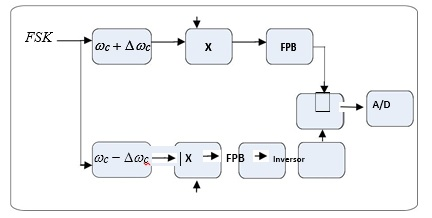 FSK
ωc + Δωc
X
FPB
A/D
ωc − Δωc
X
FPB
Inversor